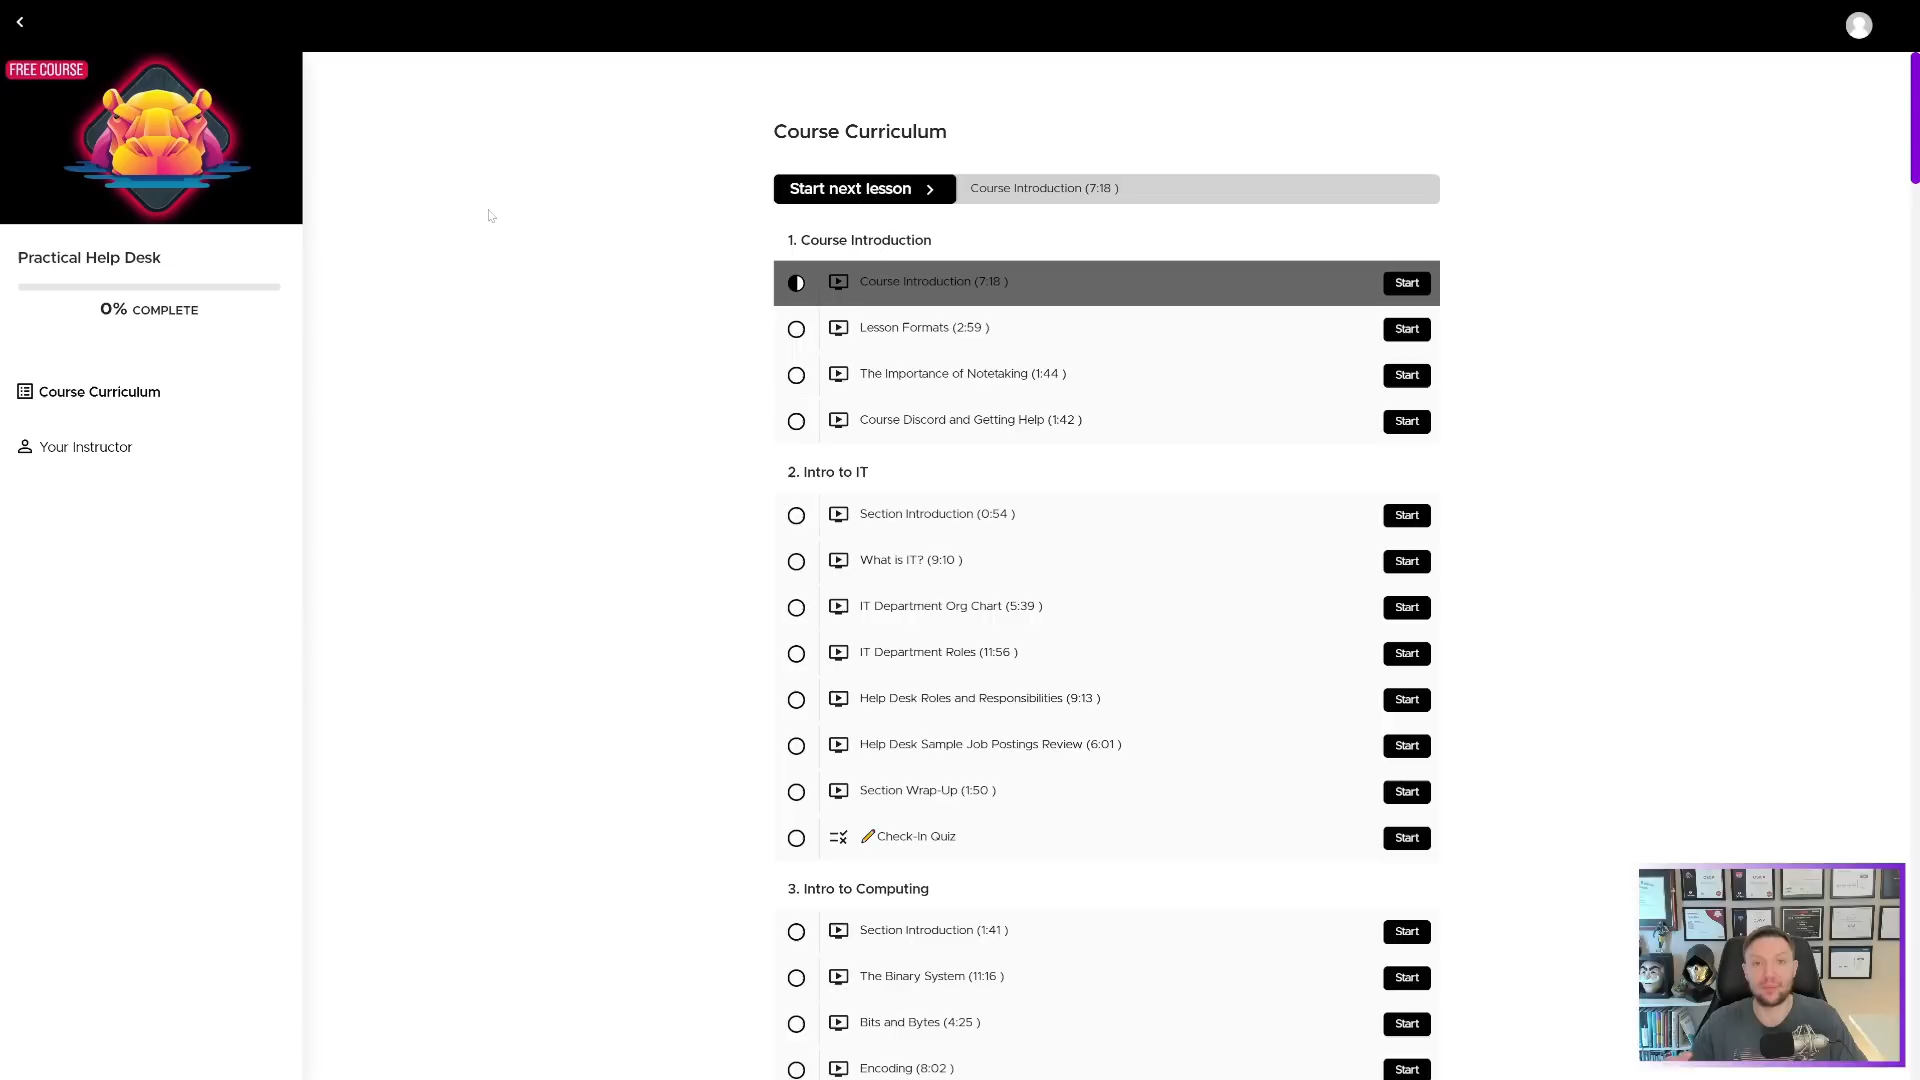 FREE COURSE
Practical Help Desk
0% COMPLETE
Course Curriculum
Your Instructor
Course Curriculum
Start next lesson
Course Introduction (7:18 )
1. Course Introduction
Course Introduction (7:18 )
Start
Lesson Formats (2:59 )
Start
The Importance of Notetaking (1:44 )
Start
Course Discord and Getting Help (1:42 )
Start
2. Intro to IT
Section Introduction (0:54 )
Start
What is IT? (9:10 )
Start
IT Department Org Chart (5:39 )
Start
IT Department Roles (11:56 )
Start
Help Desk Roles and Responsibilities (9:13 )
Start
Help Desk Sample Job Postings Review (6:01 )
Start
Section Wrap-Up (1:50 )
Start
Check-In Quiz
Start
3. Intro to Computing
Section Introduction (1:41 )
Start
The Binary System (11:16 )
Start
Bits and Bytes (4:25 )
Start
Encoding (8:02 )
Start